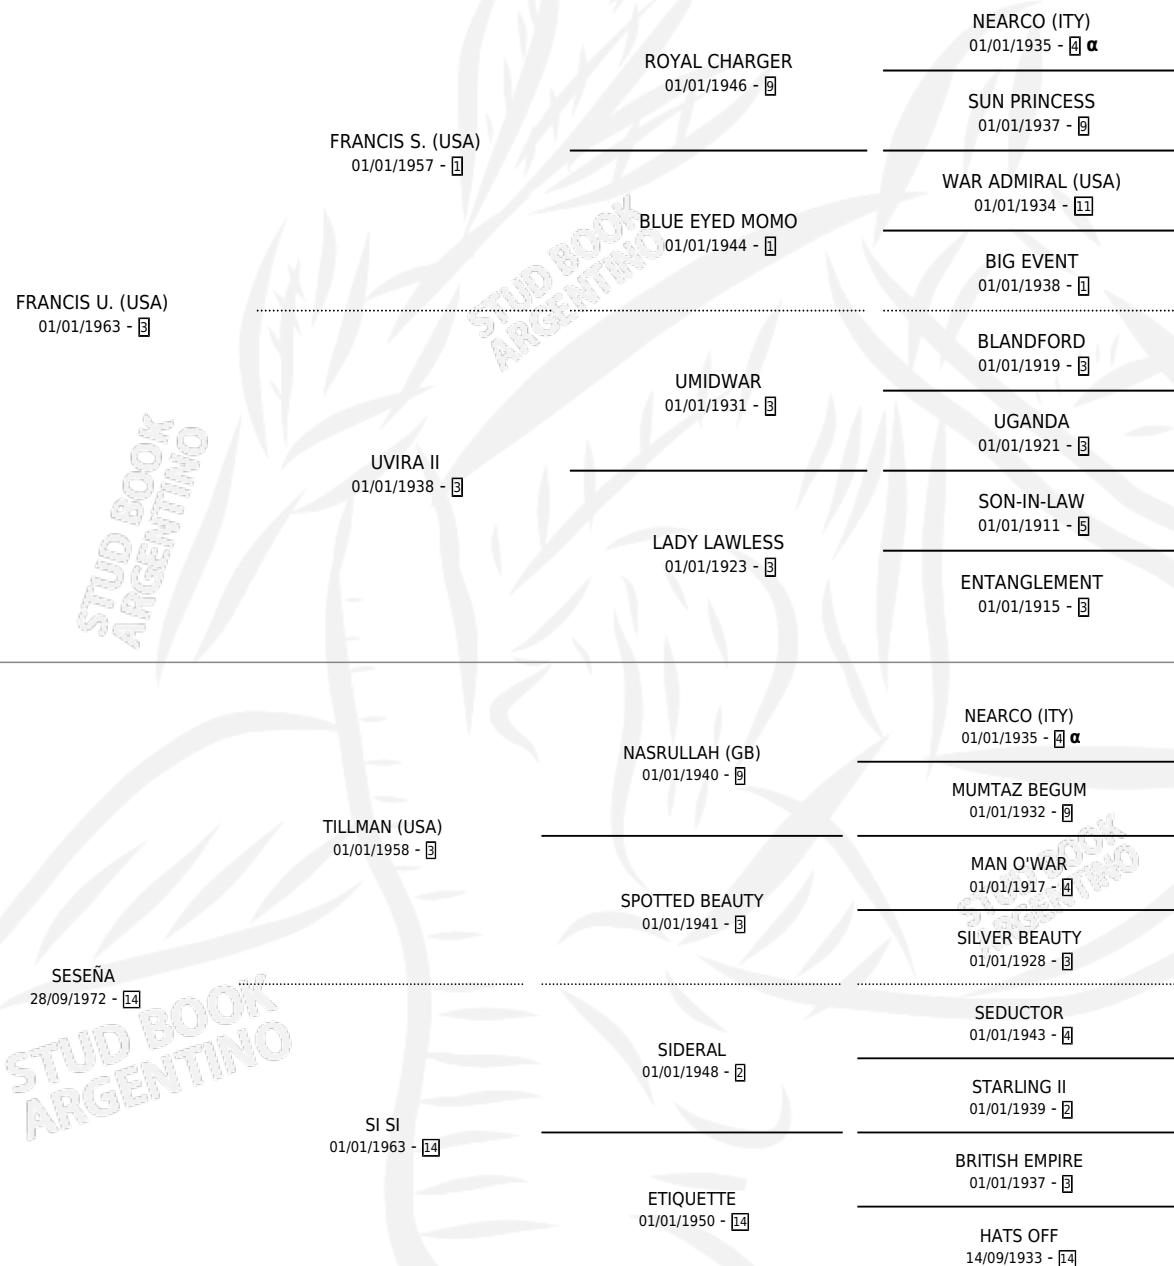 NEARCO (ITY)
01/01/1935 - 4 α
ROYAL CHARGER
01/01/1946 - 9
SUN PRINCESS
01/01/1937 - 9
FRANCIS S. (USA)
01/01/1957 - 1
WAR ADMIRAL (USA)
01/01/1934 - 11
BLUE EYED MOMO
01/01/1944 - 1
BIG EVENT
01/01/1938 - 1
FRANCIS U. (USA)
01/01/1963 - 3
BLANDFORD
01/01/1919 - 3
UMIDWAR
01/01/1931 - 3
UGANDA
01/01/1921 - 3
UVIRA II
01/01/1938 - 3
SON-IN-LAW
01/01/1911 - 5
LADY LAWLESS
01/01/1923 - 3
ENTANGLEMENT
01/01/1915 - 3
NEARCO (ITY)
01/01/1935 - 4 α
NASRULLAH (GB)
01/01/1940 - 9
MUMTAZ BEGUM
01/01/1932 - 9
TILLMAN (USA)
01/01/1958 - 3
MAN O'WAR
01/01/1917 - 4
SPOTTED BEAUTY
01/01/1941 - 3
SILVER BEAUTY
01/01/1928 - 3
SESEÑA
28/09/1972 - 14
SEDUCTOR
01/01/1943 - 4
SIDERAL
01/01/1948 - 2
STARLING II
01/01/1939 - 2
SI SI
01/01/1963 - 14
BRITISH EMPIRE
01/01/1937 - 3
ETIQUETTE
01/01/1950 - 14
HATS OFF
14/09/1933 - 14
STUD BOOK
ARGENTINO
STUD BOOK
ARGENTINO
STUD BOOK
ARGENTINO
STUD BOOK
ARGENTINO